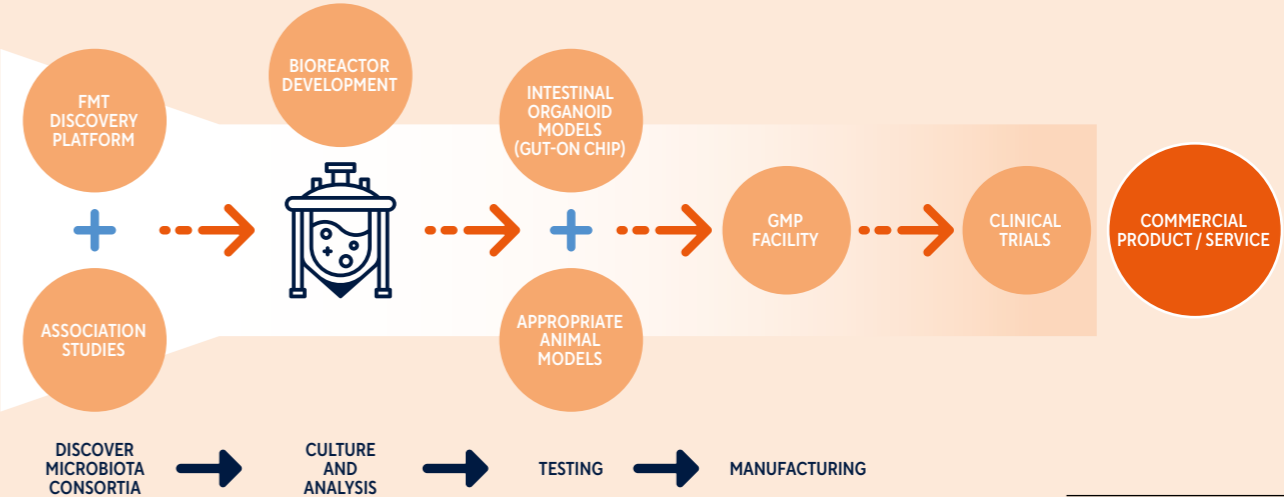 FMT
DISCOVERY
PLATFORM
ASSOCIATION
STUDIES
BIOREACTOR
DEVELOPMENT
INTESTINAL
ORGANOID
MODELS
(GUT-ON CHIP)
APPROPRIATE
ANIMAL
MODELS
GMP
FACILITY
CLINICAL
TRIALS
COMMERCIAL
PRODUCT / SERVICE
DISCOVER
MICROBIOTA
CONSORTIA
CULTURE
AND
ANALYSIS
TESTING
MANUFACTURING